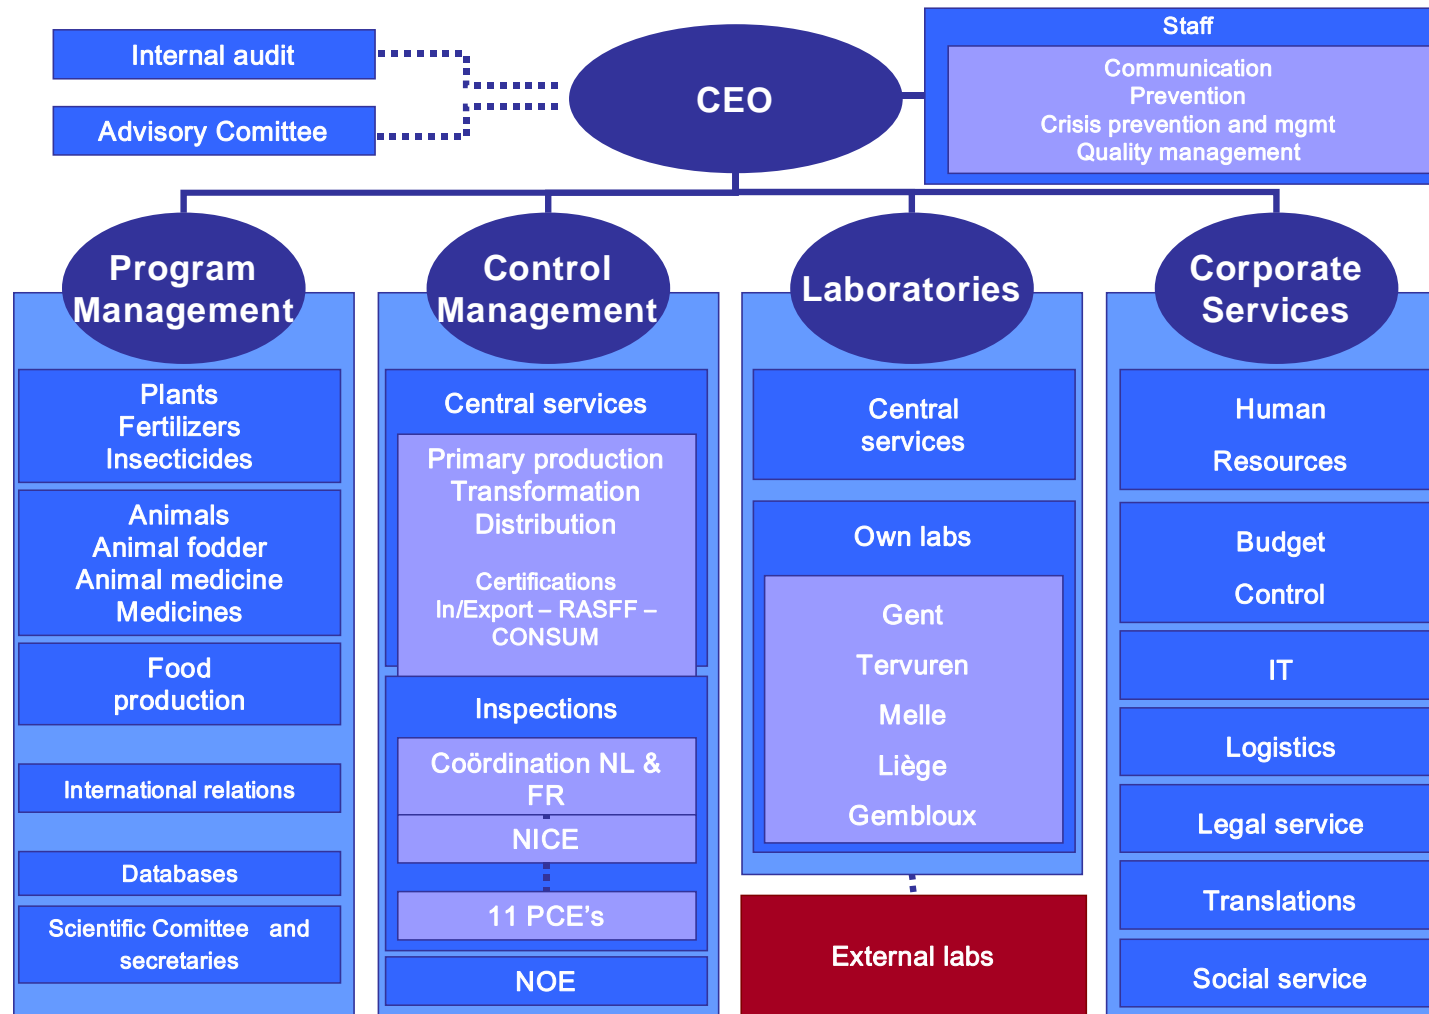 Internal audit
Advisory Comittee
CEO
Staff
Communication
Prevention
Crisis prevention and mgmt
Quality management
Program
Management
Plants
Fertilizers
Insecticides
Animals
Animal fodder
Animal medicine
Medicines
Food
production
International relations
Databases
Scientific Comittee and
secretaries
Control
Management
Central services
Primary production
Transformation
Distribution
Certifications
In/Export – RASFF –
CONSUM
Inspections
Coördination NL &
FR
NICE
11 PCE's
NOE
Laboratories
Central
services
Own labs
Gent
Tervuren
Melle
Liège
Gembloux
External labs
Corporate
Services
Human
Resources
Budget
Control
IT
Logistics
Legal service
Translations
Social service